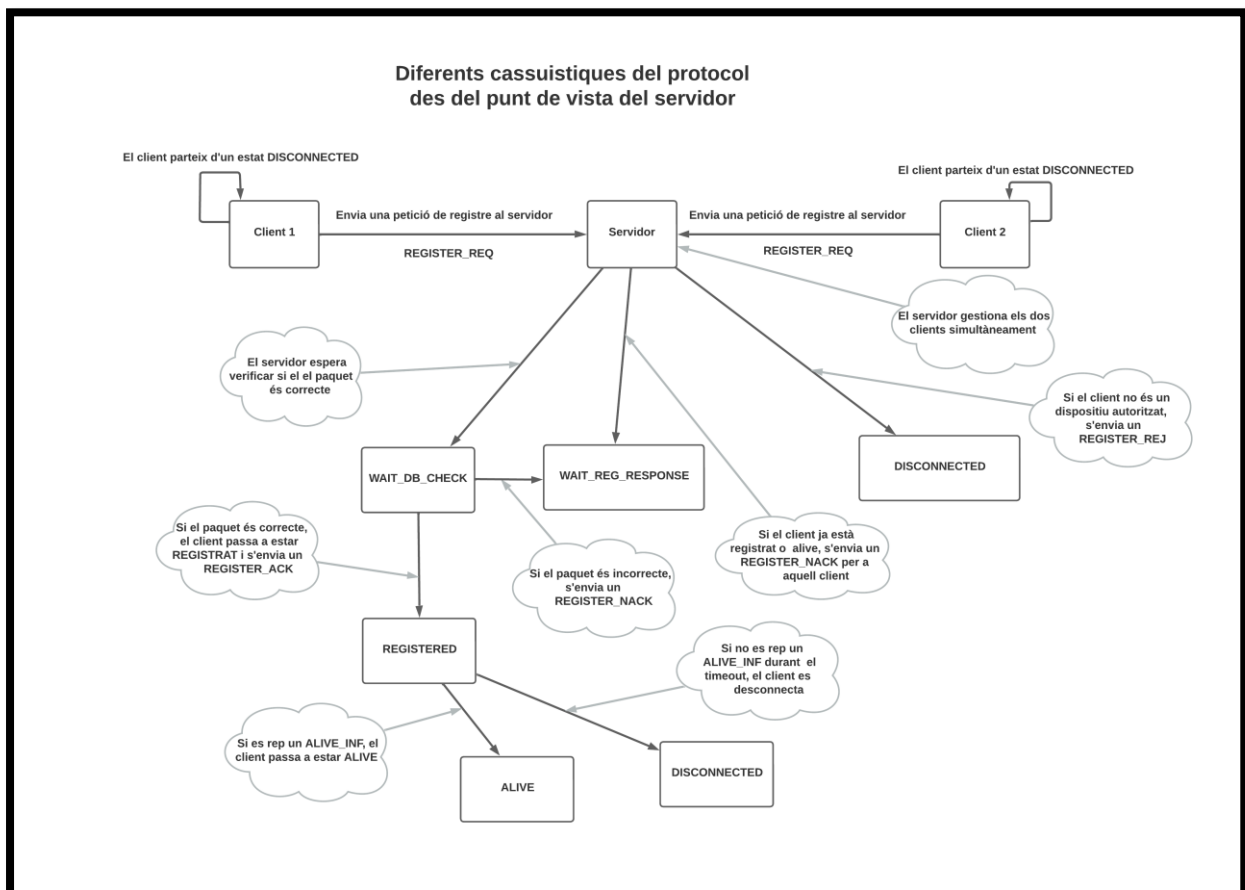 Diferents cassuistiques del protocol
des del punt de vista del servidor
El client parteix d'un estat DISCONNECTED
El client parteix d'un estat DISCONNECTED
Client 1
Envia una petició de registre al servidor
REGISTER_REQ
Servidor
Envia una petició de registre al servidor
REGISTER_REQ
Client 2
El servidor gestiona els dos
clients simultàneament
El servidor espera
verificar si el el paquet
és correcte
Si el client no és un
dispositiu autoritzat,
s'envia un
REGISTER_REJ
WAIT_DB_CHECK
WAIT_REG_RESPONSE
DISCONNECTED
Si el paquet és correcte,
el client passa a estar
REGISTRAT i s'envia un
REGISTER_ACK
Si el paquet és incorrecte,
s'envia un
REGISTER_NACK
Si el client ja està
registrat o alive, s'envia un
REGISTER_NACK per a
aquell client
REGISTERED
Si no es rep un
ALIVE_INF durant el
timeout, el client es
desconnecta
Si es rep un ALIVE_INF, el
client passa a estar ALIVE
ALIVE
DISCONNECTED